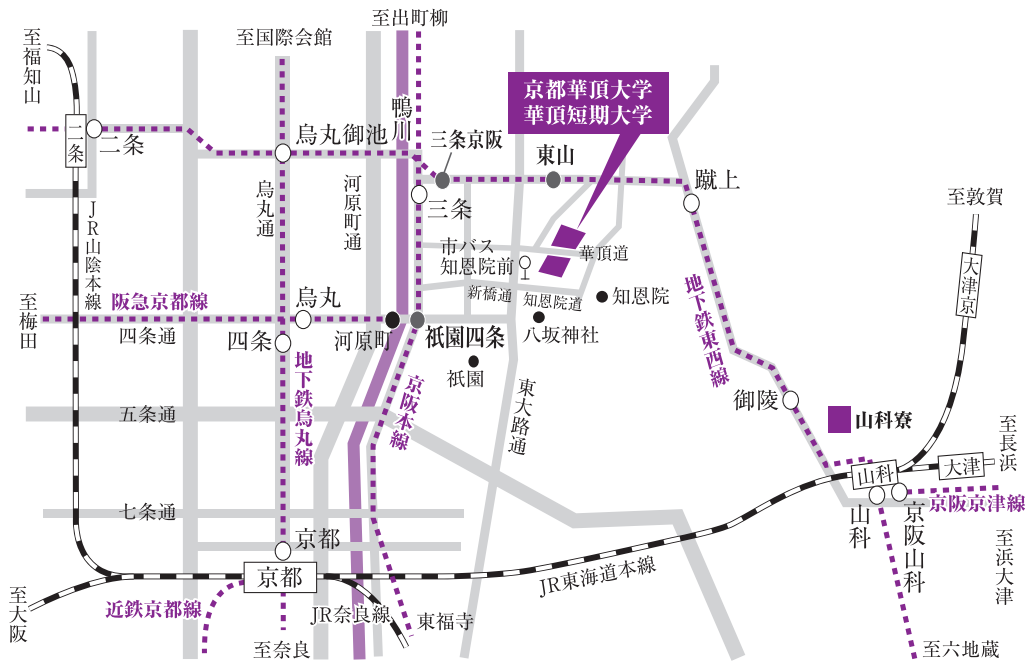 至出町柳
至福知山
至国際会館
鴨川
京都華頂大学
華頂短期大学
二条
二条
烏丸御池
三条京阪
東山
蹴上
烏丸通
河原町通
三条
至敦賀
JR山陰本線
市バス
知恩院前
華頂道
大津京
新橋通
知恩院道
知恩院
地下鉄東西線
至梅田
阪急京都線
烏丸
四条通
四条
河原町
祇園四条
八坂神社
祇園
地下鉄烏丸線
京阪本線
東大路通
御陵
山科寮
五条通
至長浜
山科
大津
七条通
京阪京津線
山科
京阪山科
至浜大津
京都
京都
JR東海道本線
至大阪
近鉄京都線
JR奈良線
東福寺
至奈良
至六地蔵